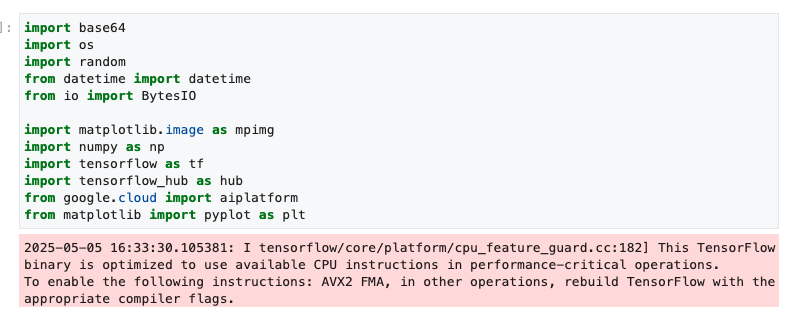 ]:
import base64
import os
import random
from datetime import datetime
from io import BytesIO
import matplotlib.image as mpimg
import numpy as np
import tensorflow as tf
import tensorflow_hub as hub
from google.cloud import aiplatform
from matplotlib import pyplot as plt
2025-05-05 16:33:30.105381: I tensorflow/core/platform/cpu_feature_guard.cc:182] This TensorFlow
binary is optimized to use available CPU instructions in performance-critical operations.
To enable the following instructions: AVX2 FMA, in other operations, rebuild TensorFlow with the
appropriate compiler flags.